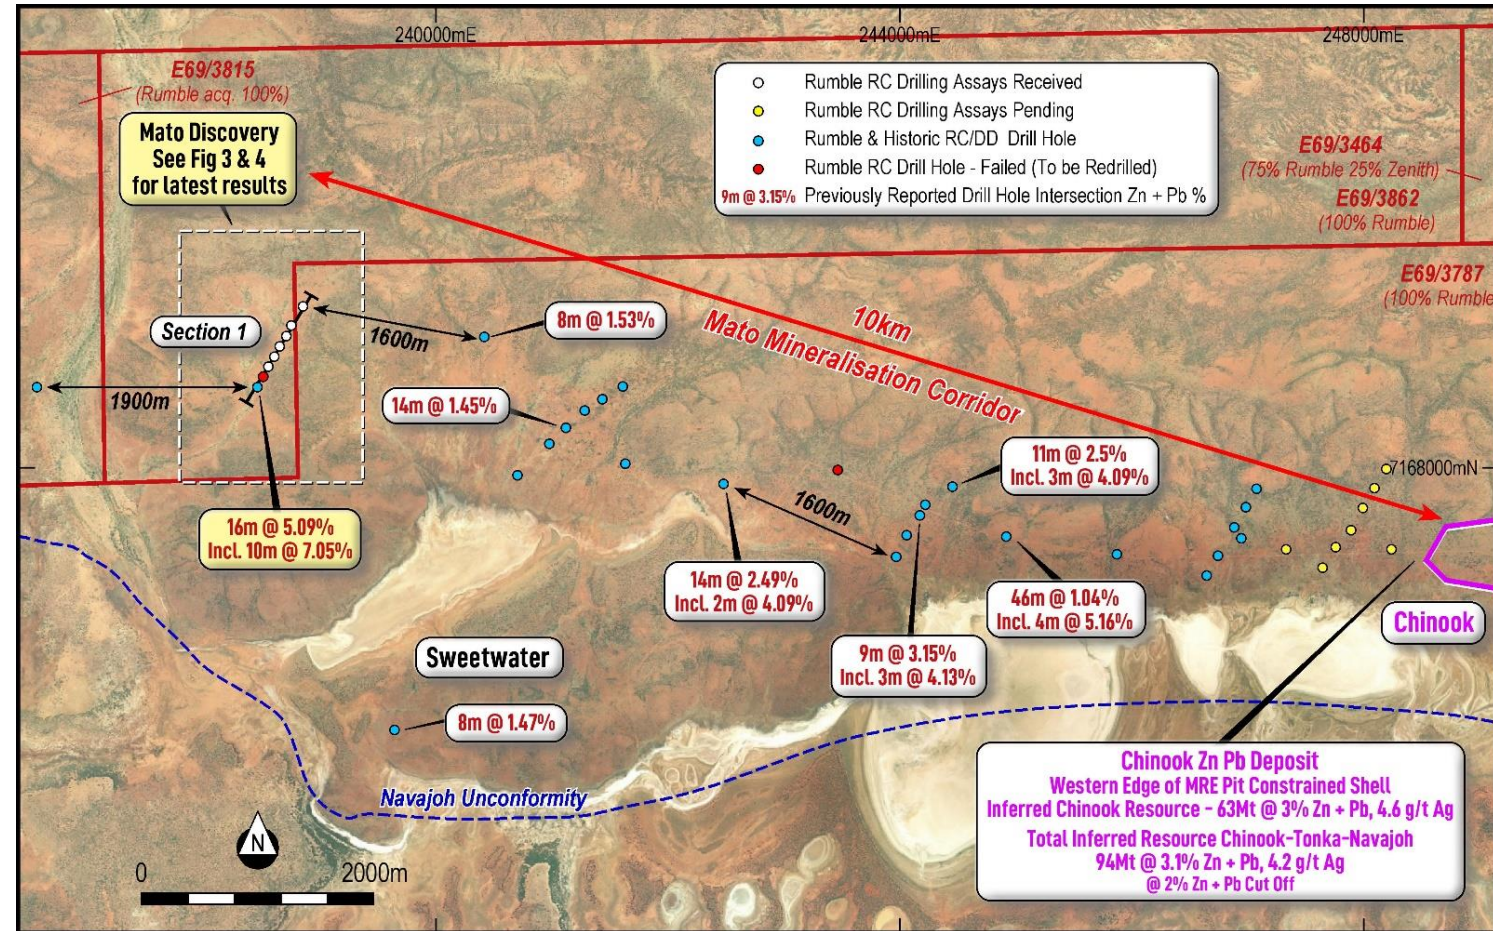 240000mE
244000mE
248000mE
E69/3815
(Rumble acq. 100%)
Mato Discovery
See Fig 3 & 4
for latest results
Rumble RC Drilling Assays Received
Rumble RC Drilling Assays Pending
Rumble & Historic RC/DD Drill Hole
Rumble RC Drill Hole - Failed (To be Redrilled)
9m @ 3.15% Previously Reported Drill Hole Intersection Zn + Pb %
E69/3464
(75% Rumble 25% Zenith)
E69/3862
(100% Rumble)
E69/3787
(100% Rumble
Section 1
1600m
8m @ 1.53%
10km
Mato Mineralisation Corridor
1900m
14m @ 1.45%
11m @ 2.5%
Incl. 3m @ 4.09%
7168000mN
1600m
16m @ 5.09%
Incl. 10m @ 7.05%
14m @ 2.49%
Incl. 2m @ 4.09%
46m @ 1.04%
Incl. 4m @ 5.16%
Chinook
9m @ 3.15%
Incl. 3m @ 4.13%
Sweetwater
8m @ 1.47%
Navajoh Unconformity
Chinook Zn Pb Deposit
Western Edge of MRE Pit Constrained Shell
Inferred Chinook Resource - 63Mt @ 3% Zn + Pb, 4.6 g/t Ag
Total Inferred Resource Chinook-Tonka-Navajoh
94Mt @ 3.1% Zn + Pb, 4.2 g/t Ag
@ 2% Zn + Pb Cut Off
N
0
2000m